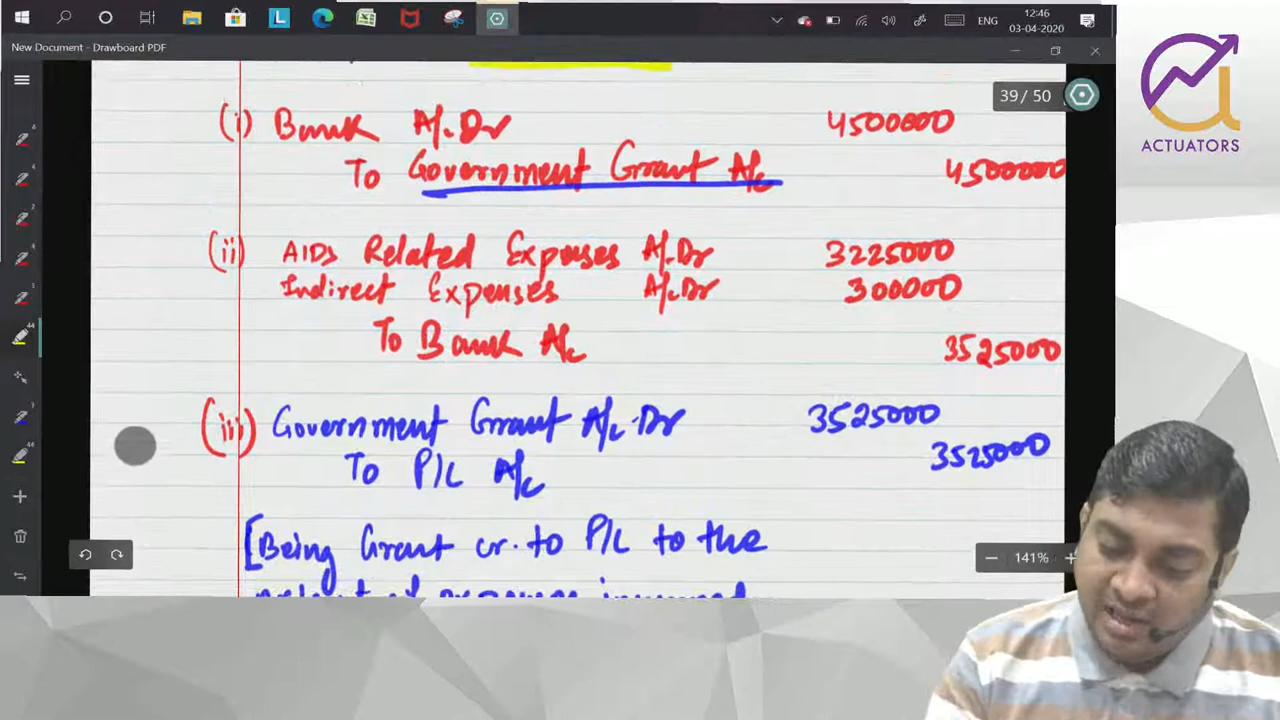 12:46
ENG
03-04-2020
New Document - Drawboard PDF
39 / 50
ACTUATORS
(i) Bank A/c. Dr 4500000
To Government Grant A/c 4500000
(ii) AIDs Related Expenses A/c. Dr 3225000
Indirect Expenses A/c. Dr 300000
To Bank A/c 3525000
(iii) Government Grant A/c. Dr 3525000
To P/L A/c 3525000
[Being Grant cr. to P/L to the
141%